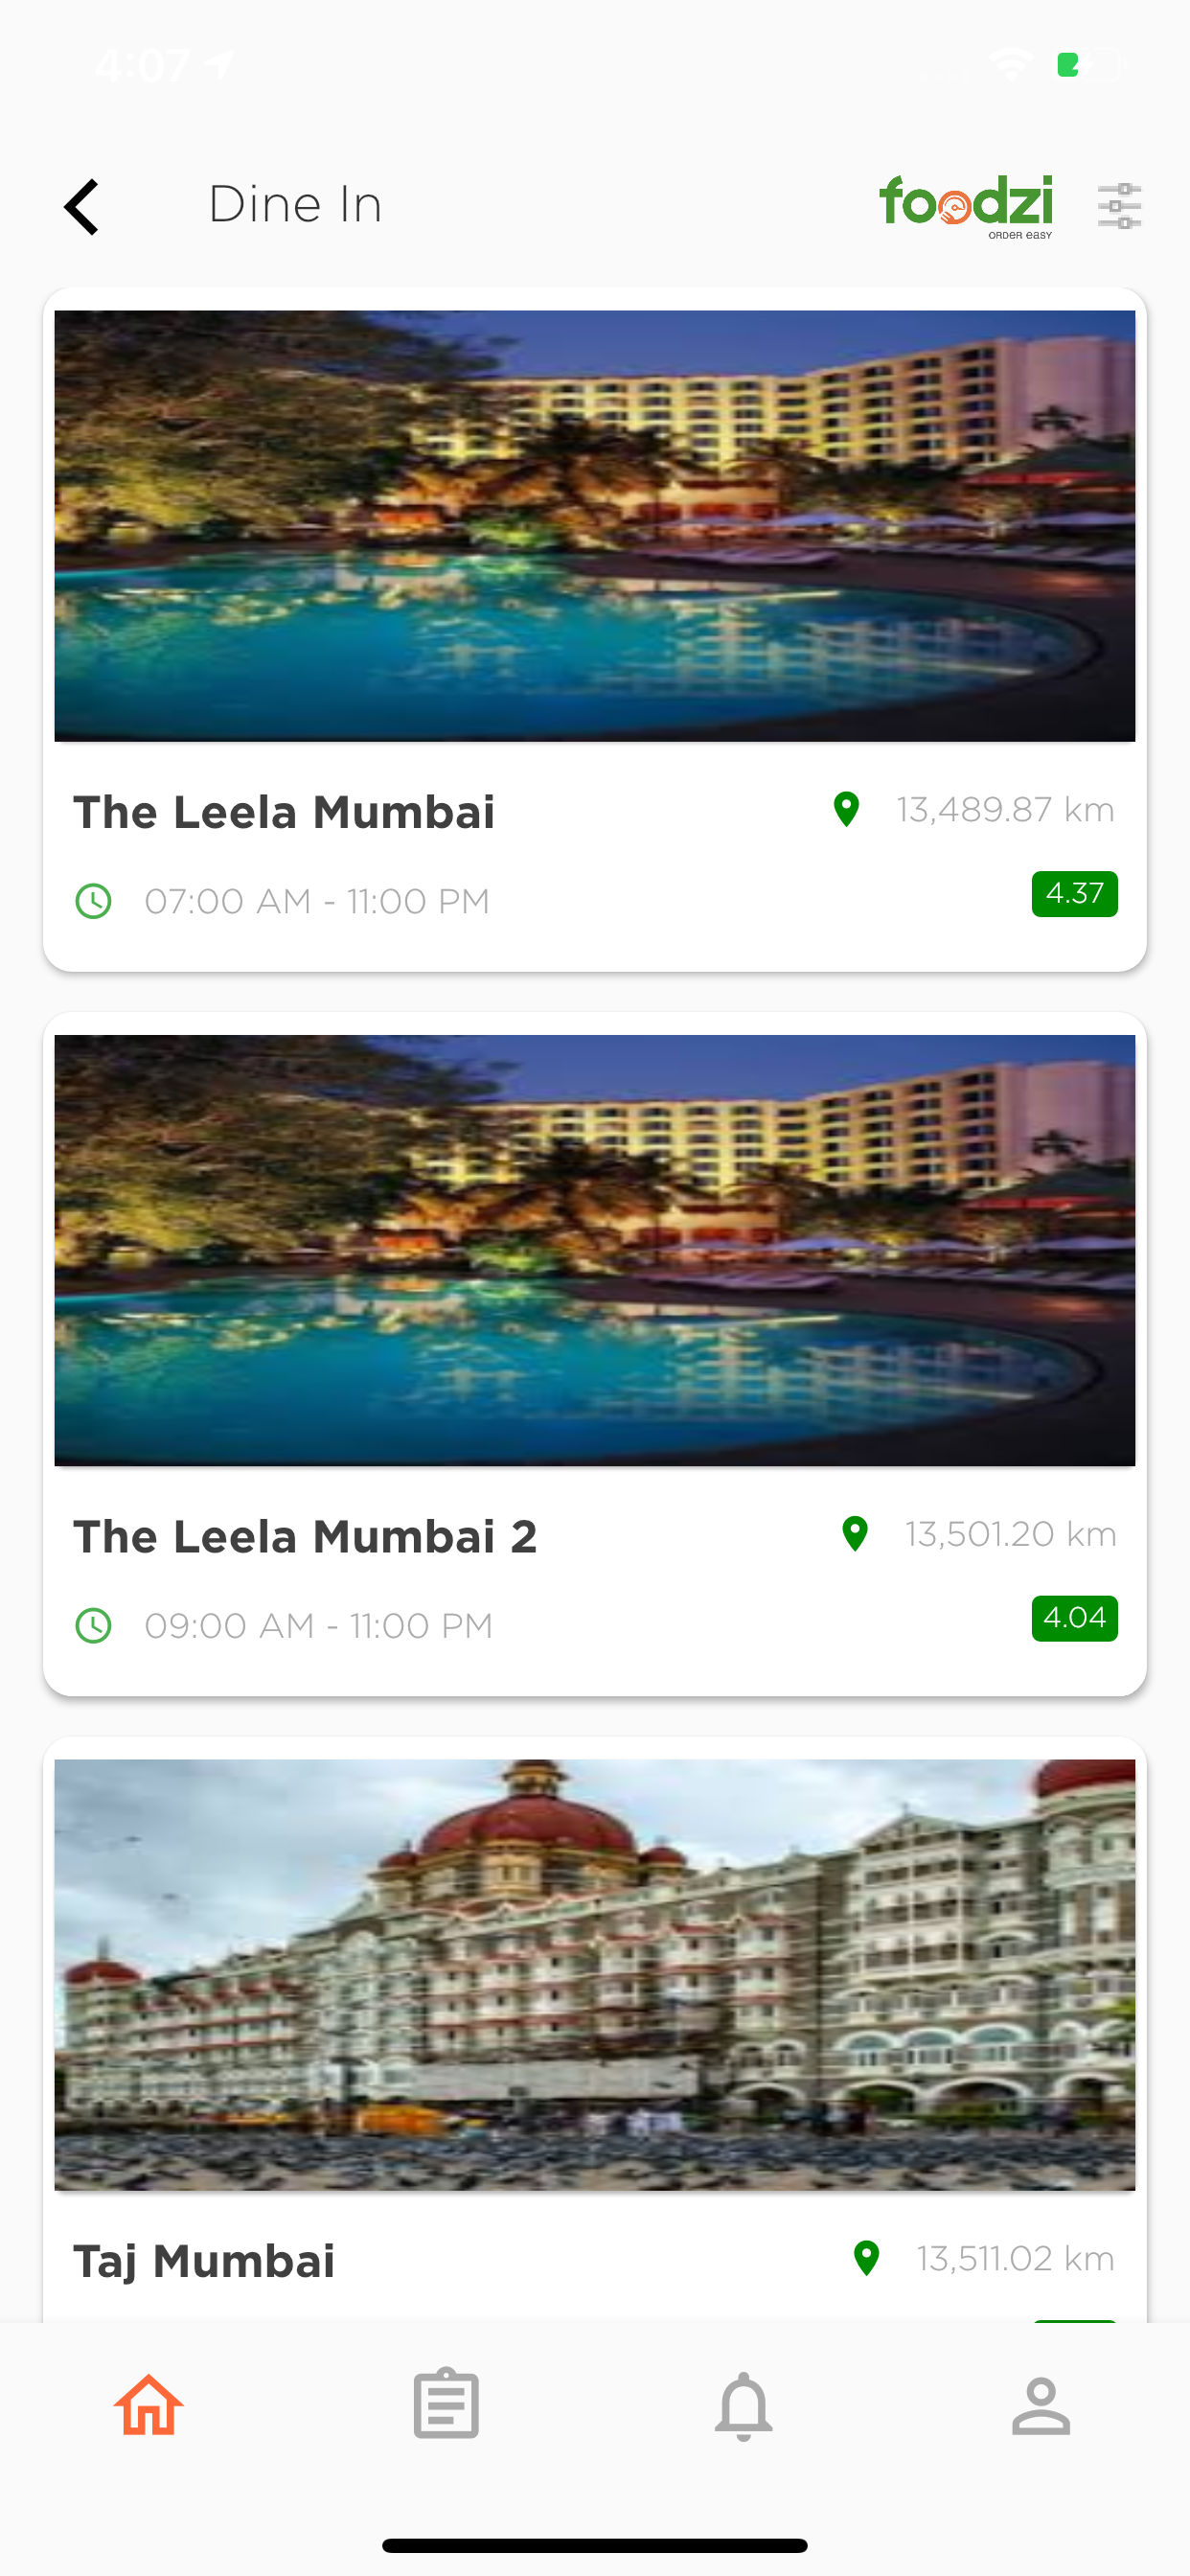 4:07
Dine In
foodzi
ORDER EASY
The Leela Mumbai
13,489.87 km
07:00 AM - 11:00 PM
4.37
The Leela Mumbai 2
13,501.20 km
09:00 AM - 11:00 PM
4.04
Taj Mumbai
13,511.02 km